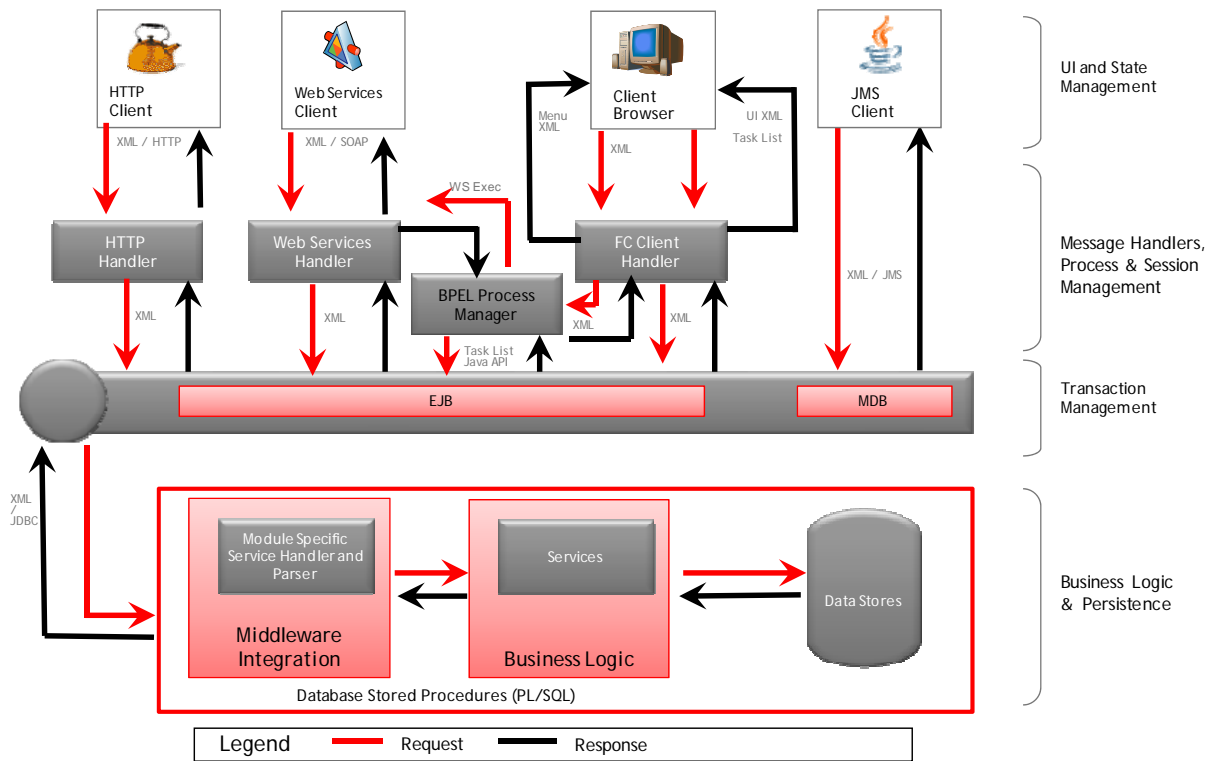 HTTP
Client
Web Services
Client
Client
Browser
JMS
Client
UI and State
Management
XML / HTTP
XML / SOAP
Menu
XML
XML
UI XML
Task List
WS Exec
HTTP
Handler
Web Services
Handler
FC Client
Handler
BPEL Process
Manager
XML / JMS
Message Handlers,
Process & Session
Management
XML
XML
XML
XML
Task List
Java API
EJB
MDB
Transaction
Management
XML
/
JDBC
Module Specific
Service Handler and
Parser
Services
Data Stores
Middleware
Integration
Business Logic
Database Stored Procedures (PL/SQL)
Business Logic
& Persistence
Legend
Request
Response